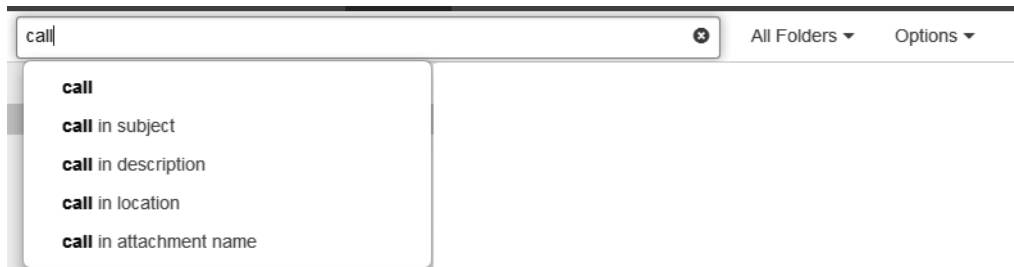 call All Folders Options
call
call in subject
call in description
call in location
call in attachment name